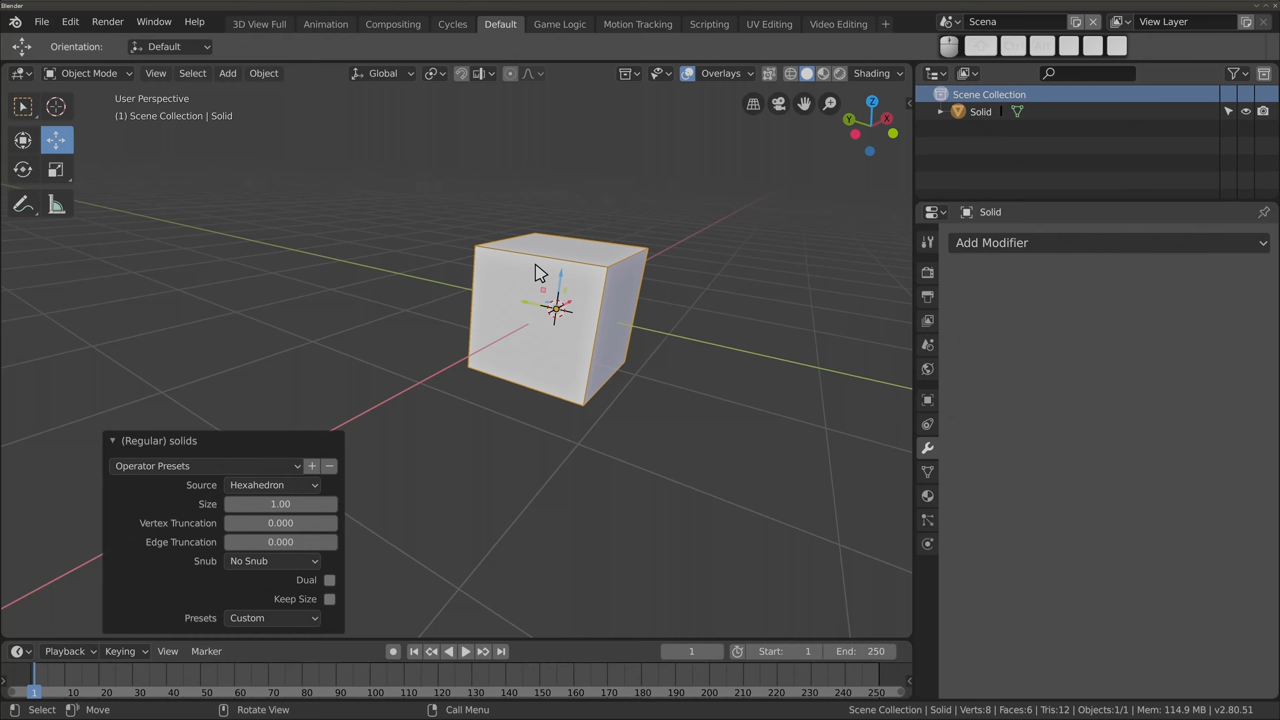 Blender
File Edit Render Window Help
3D View Full Animation Compositing Cycles Default Game Logic Motion Tracking Scripting UV Editing Video Editing +
Scena
View Layer
Orientation: Default
Object Mode View Select Add Object
Global
Overlays
Shading
User Perspective
(1) Scene Collection | Solid
Z
Y
X
Scene Collection
Solid
Solid
Add Modifier
(Regular) solids
Operator Presets
Source Hexahedron
Size 1.00
Vertex Truncation 0.000
Edge Truncation 0.000
Snub No Snub
Dual
Keep Size
Presets Custom
Playback Keying View Marker
1
Start: 1
End: 250
1 10 20 30 40 50 60 70 80 90 100 110 120 130 140 150 160 170 180 190 200 210 220 230 240 250
Select Move Rotate View Call Menu
Scene Collection | Solid | Verts:8 | Faces:6 | Tris:12 | Objects:1/1 | Mem: 114.9 MB | v2.80.51